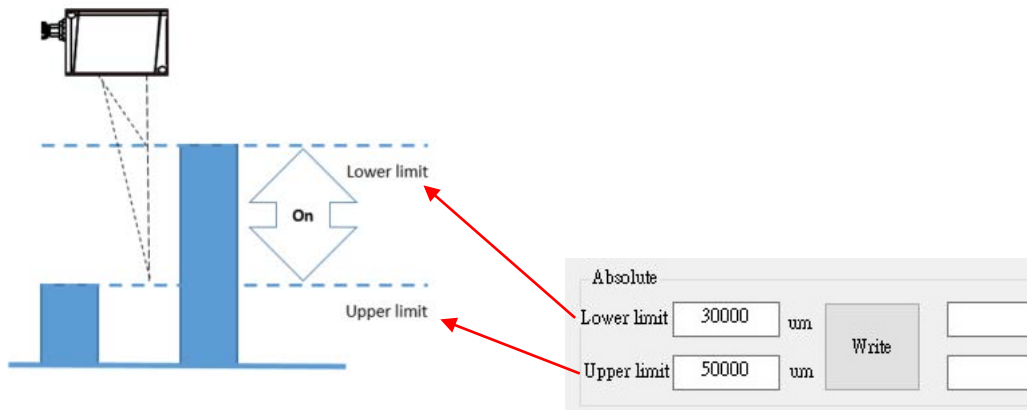 Lower limit
On
Upper limit
Absolute
Lower limit 30000 um
Write
Upper limit 50000 um